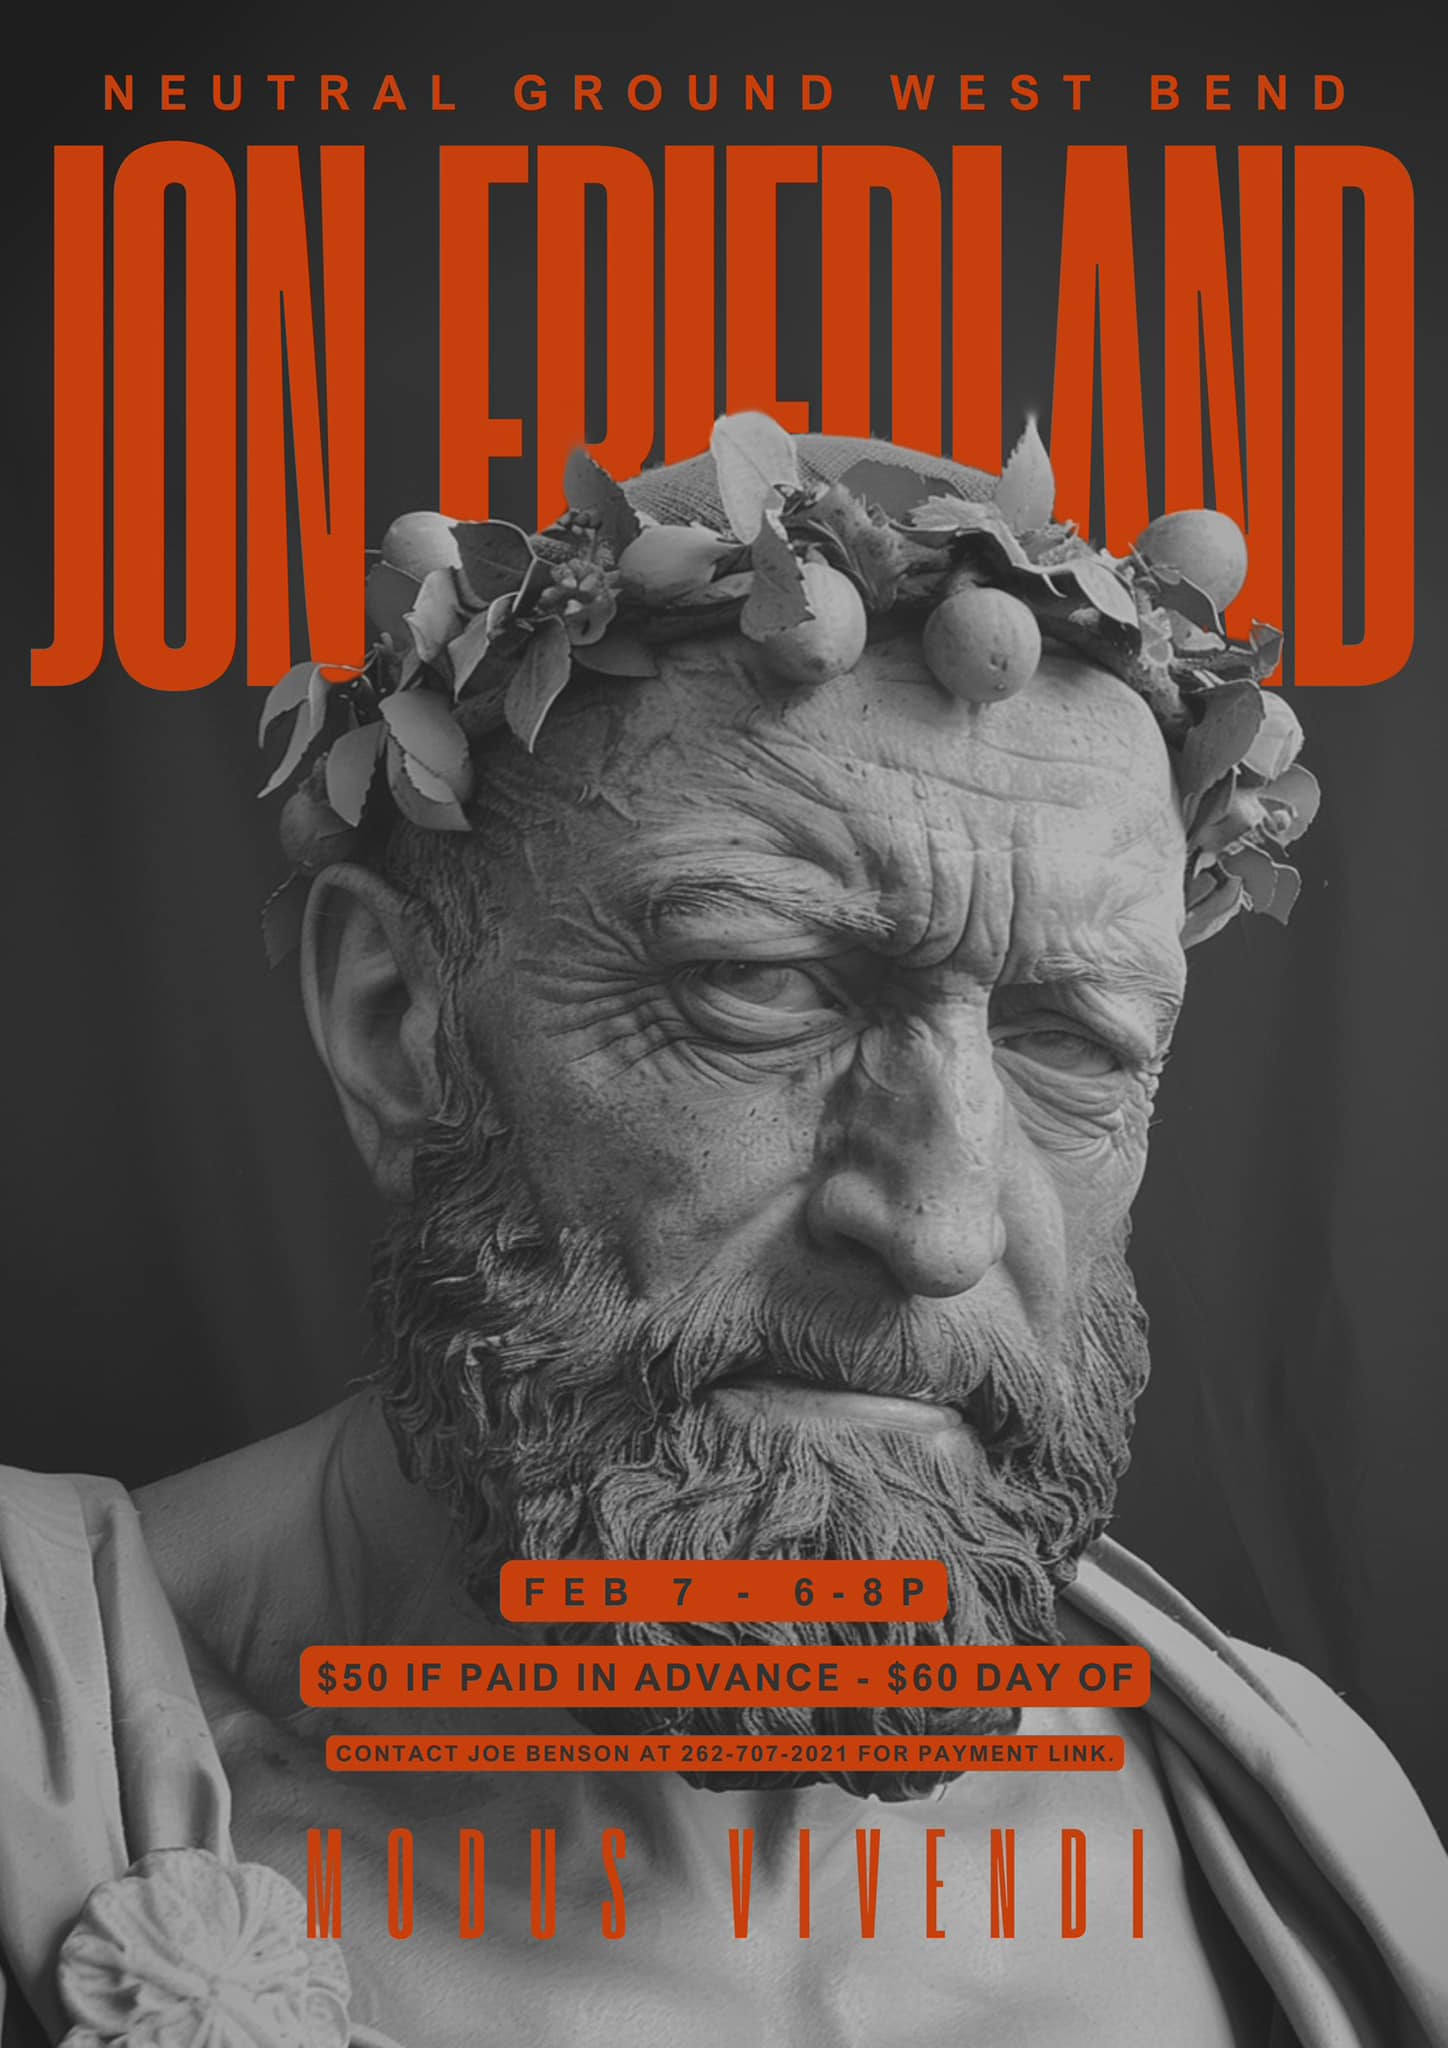 NEUTRAL GROUND WEST BEND
JON FRIEDLAND
FEB 7 - 6-8P
$50 IF PAID IN ADVANCE - $60 DAY OF
CONTACT JOE BENSON AT 262-707-2021 FOR PAYMENT LINK.
MODUS VIVENDI